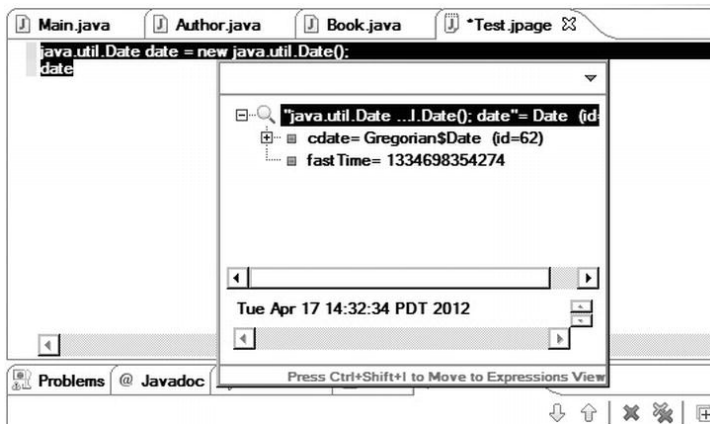 Main.java Author.java Book.java *Test.jpage
java.util.Date date = new java.util.Date();
date
"java.util.Date ...l.Date(); date"= Date (id
cdate= Gregorian$Date (id=62)
fastTime= 1334698354274
Tue Apr 17 14:32:34 PDT 2012
Press Ctrl+Shift+I to Move to Expressions View
Problems @ Javadoc